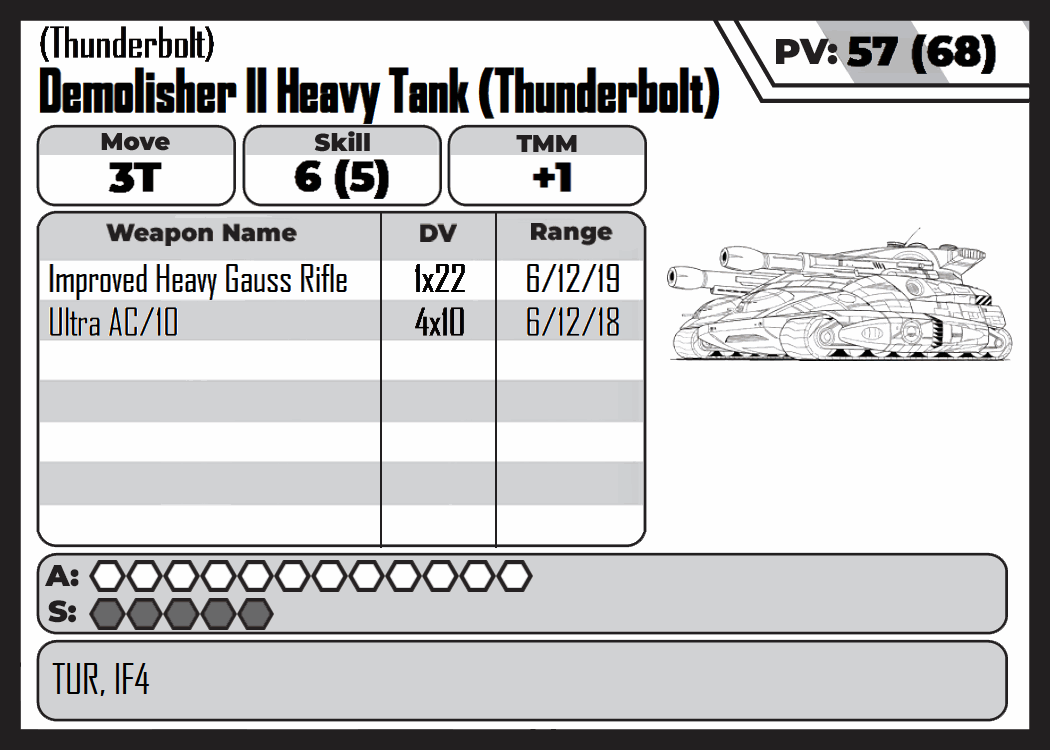 (Thunderbolt)
Demolisher II Heavy Tank (Thunderbolt)
PV: 57 (68)
Move Skill TMM
3T 6 (5) +1
Weapon Name DV Range
Improved Heavy Gauss Rifle 1x22 6/12/19
Ultra AC/10 4x10 6/12/18
A:
S:
TUR, IF4